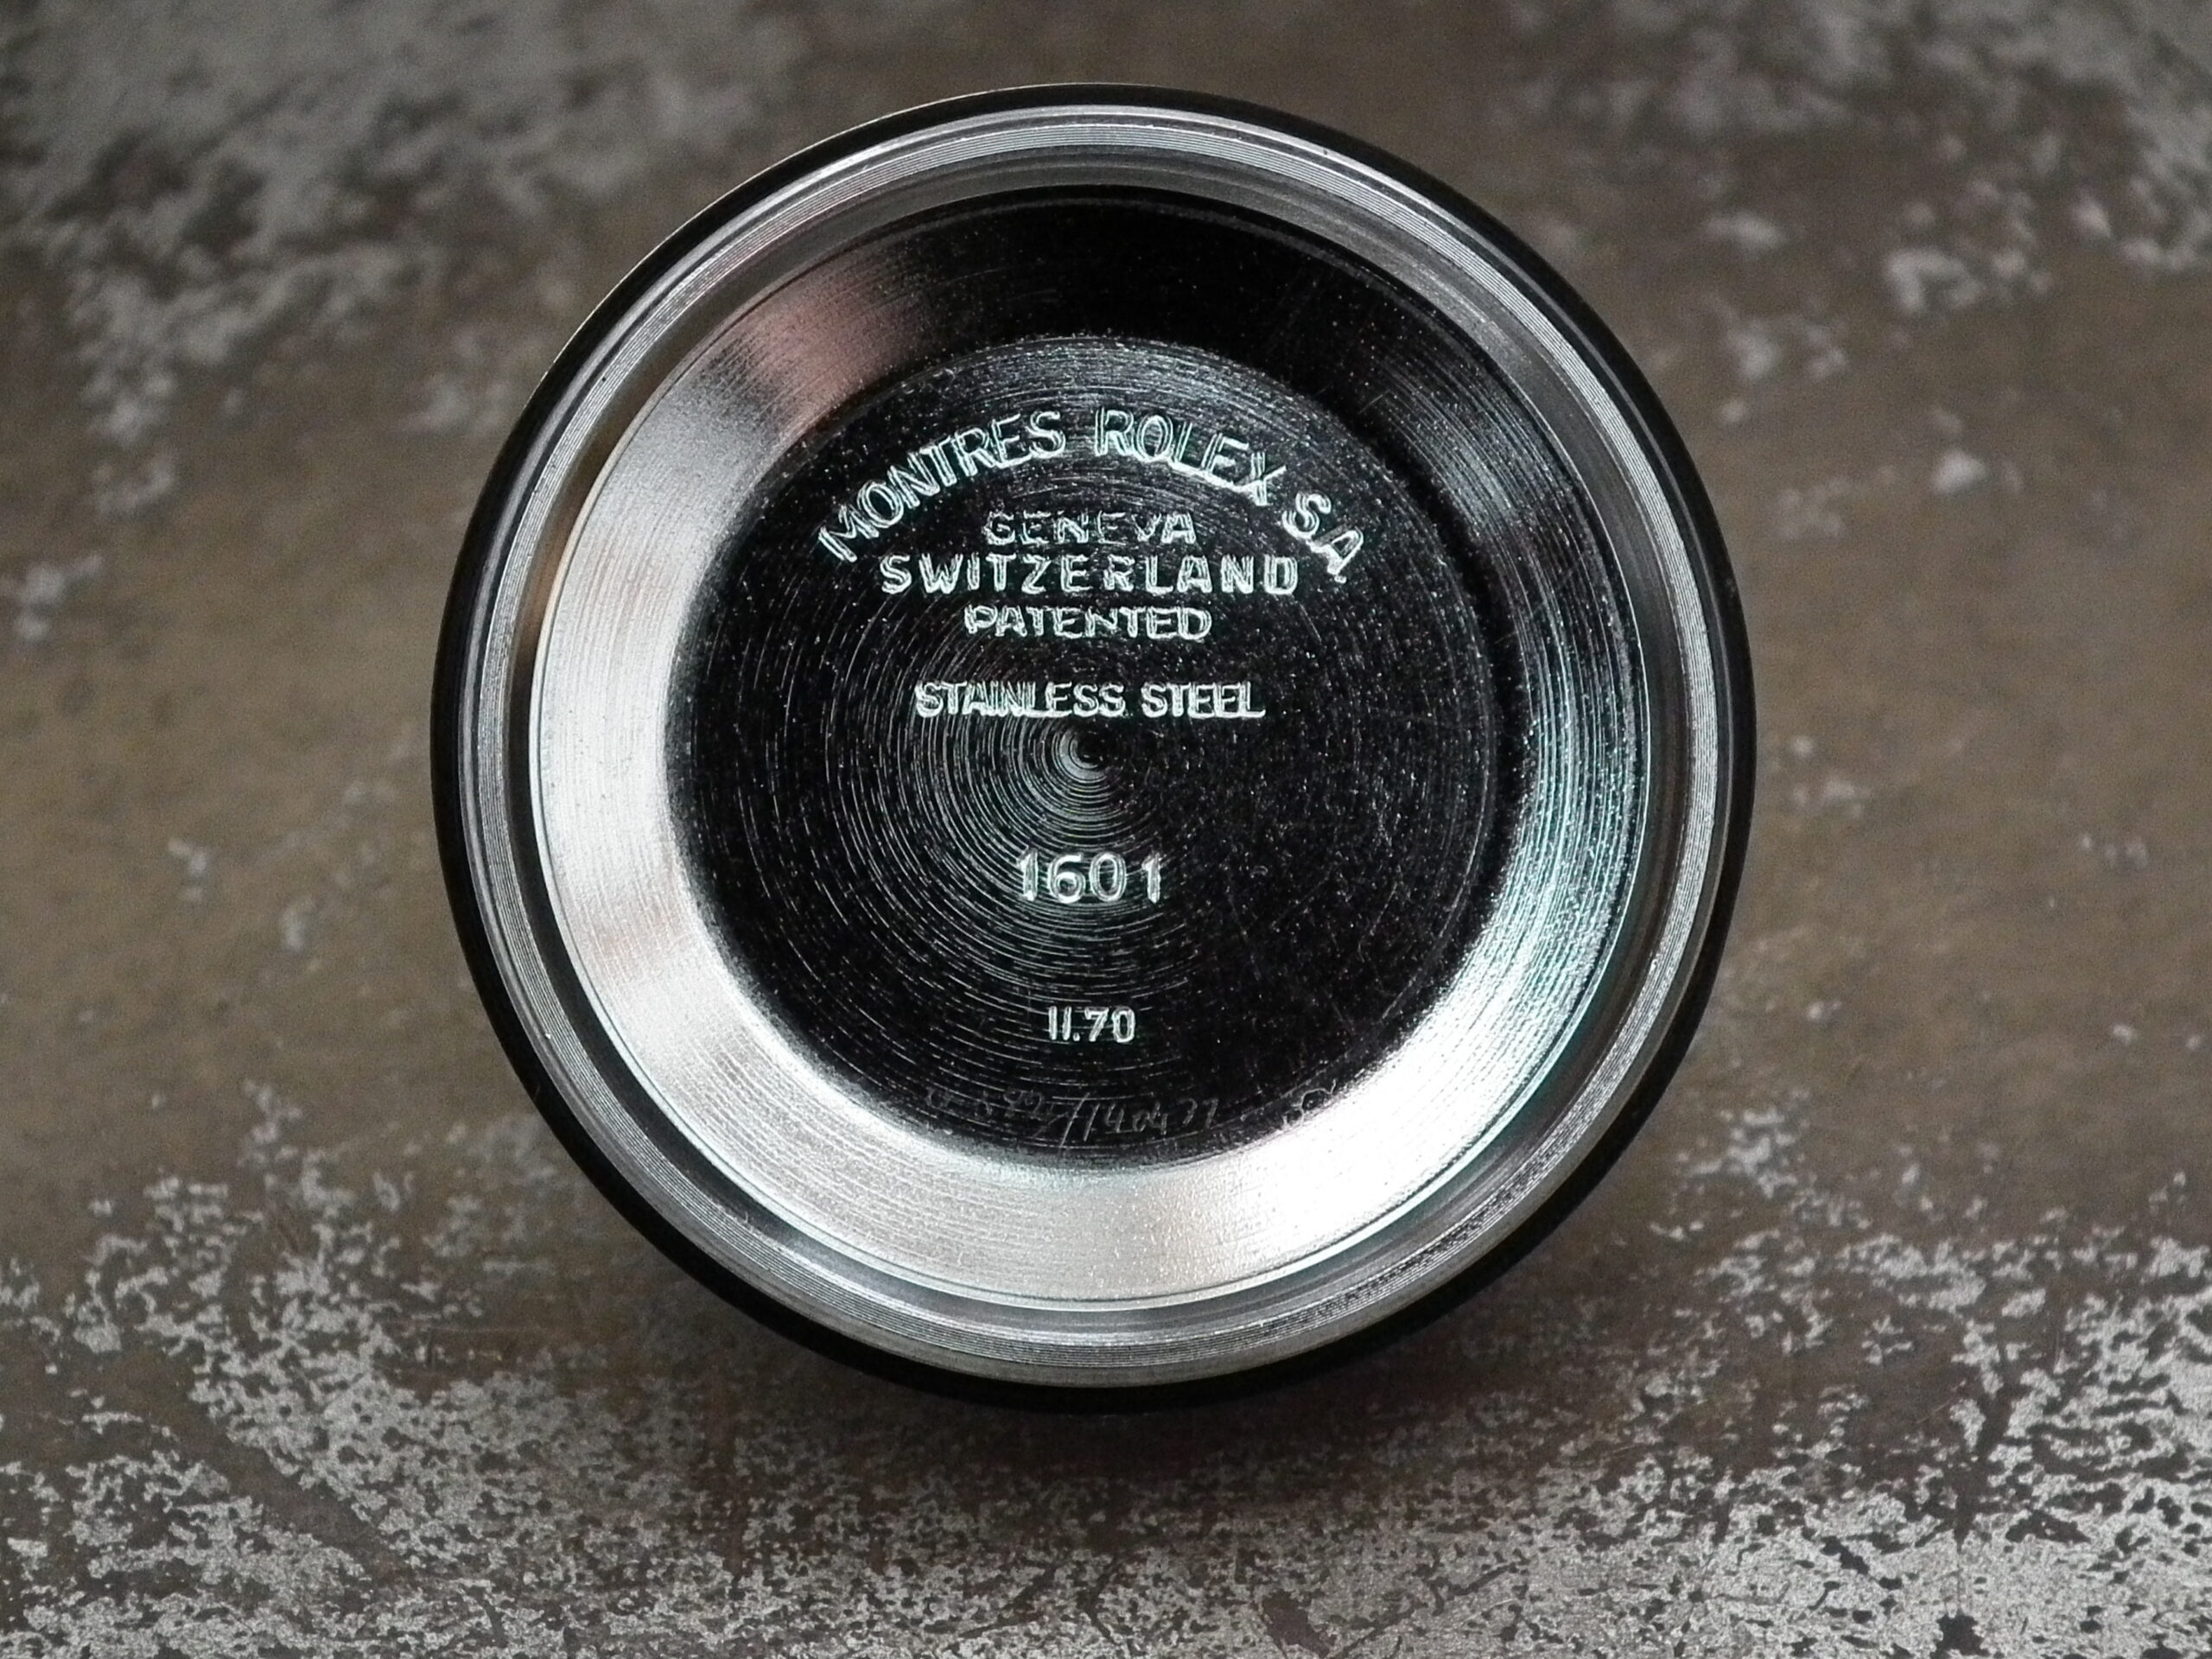 MONTRES ROLEX S.A.
GENEVA
SWITZERLAND
PATENTED
STAINLESS STEEL
1601
II.70